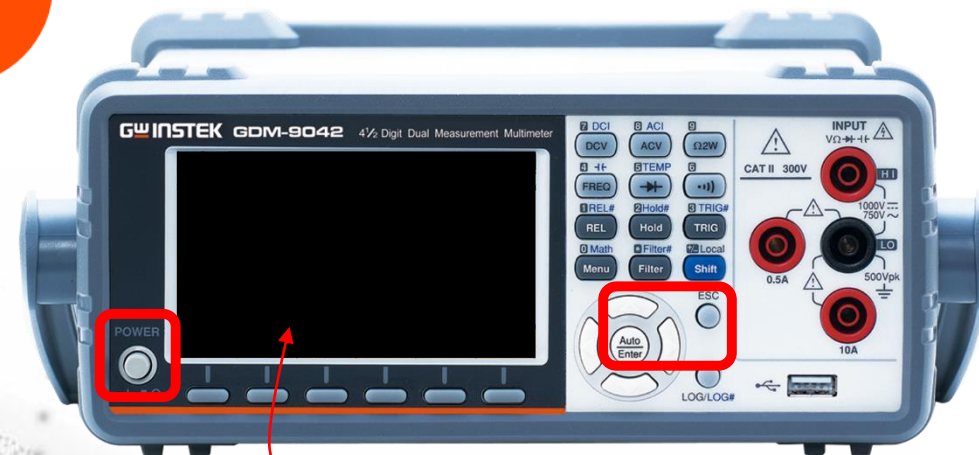 GWINSTEK GDM-9042 4½ Digit Dual Measurement Multimeter
7 DCI 8 ACI 9
DCV ACV Ω2W
4 ⊣⊢ 5 TEMP 6
FREQ
1 REL# 2 Hold# 3 TRIG#
REL Hold TRIG
0 Math Filter# Local
Menu Filter Shift
ESC
Auto
Enter
LOG/LOG#
POWER
CAT II 300V
INPUT
VΩ
HI
1000V
750V
LO
500Vpk
0.5A
10A